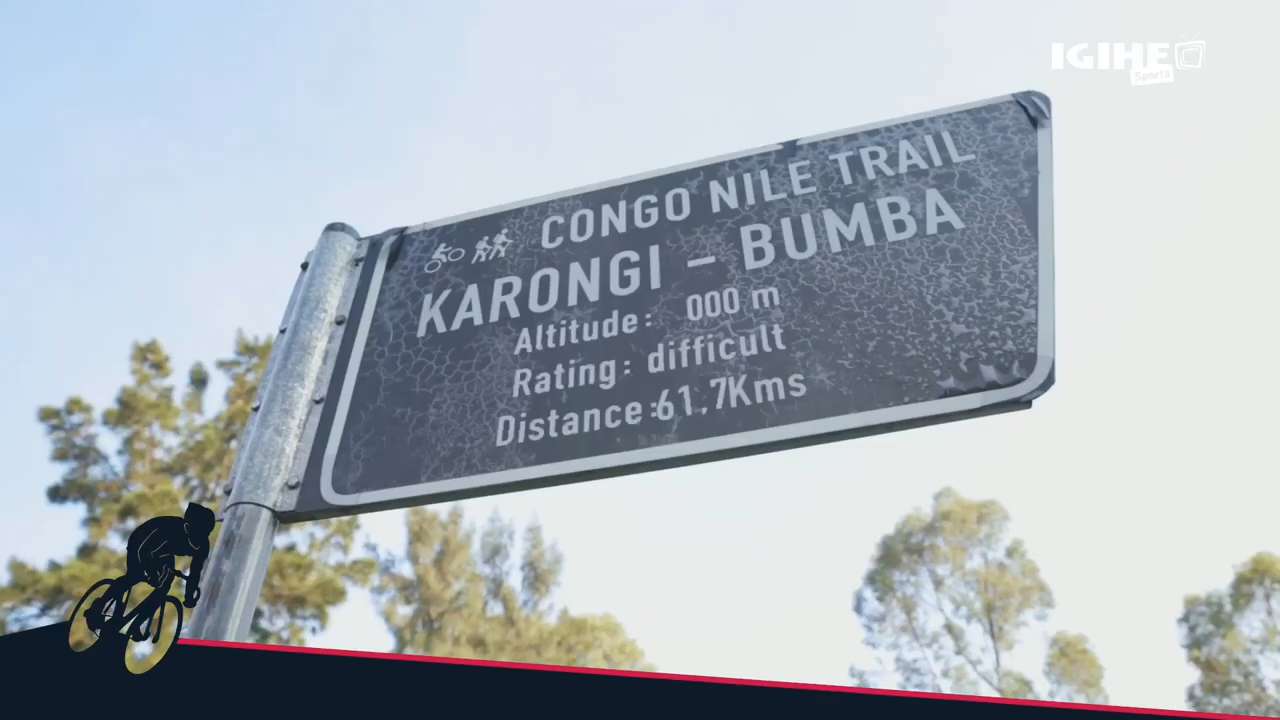 IGIHE
Sports
CONGO NILE TRAIL
KARONGI – BUMBA
Altitude: 000 m
Rating: difficult
Distance:61.7Kms